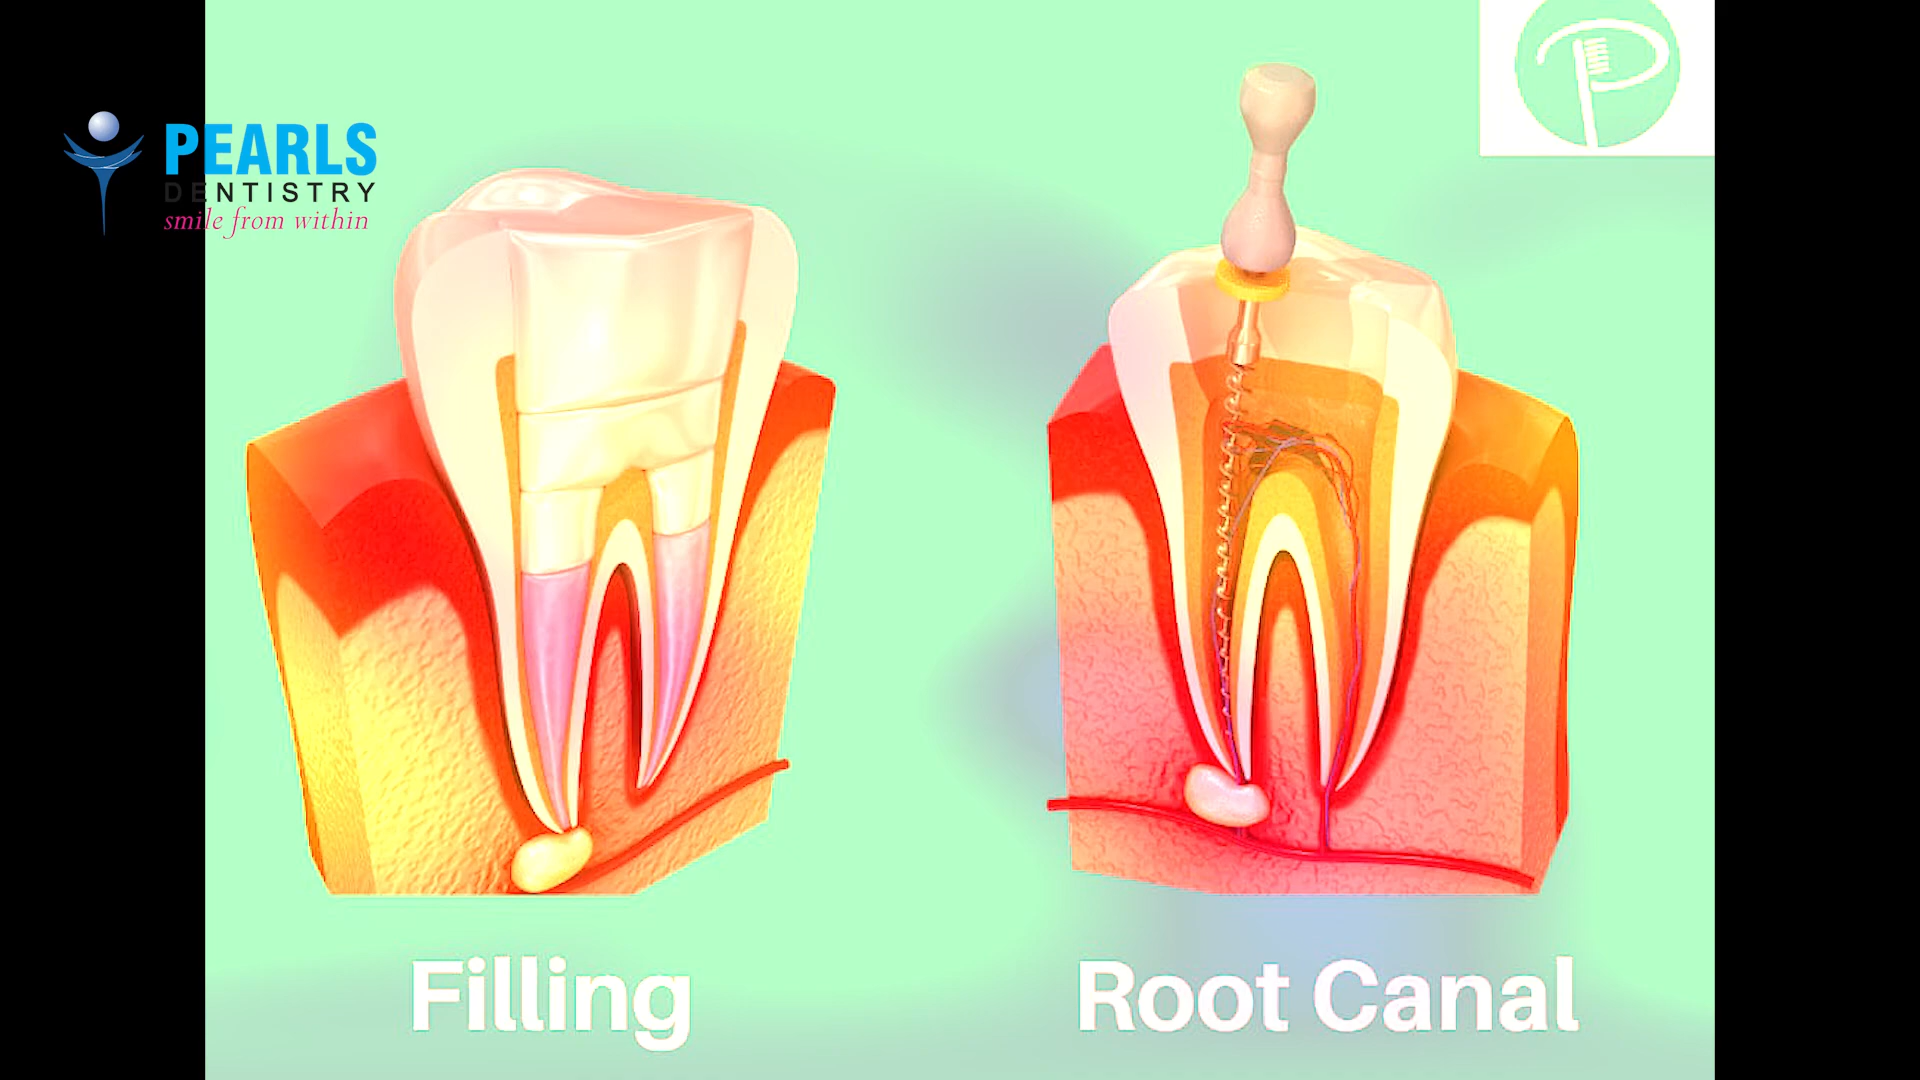 PEARLS
DENTISTRY
smile from within
P
Filling
Root Canal